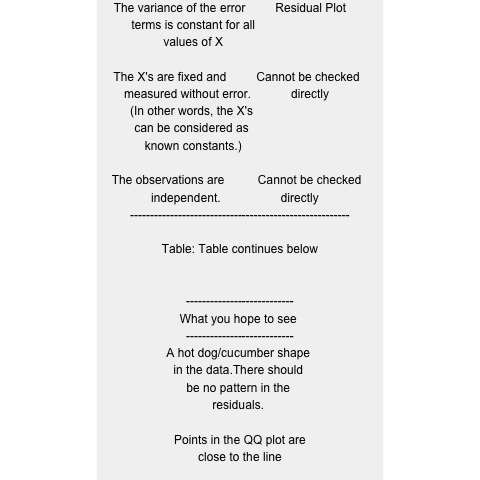 The variance of the error Residual Plot
terms is constant for all
values of X
The X's are fixed and Cannot be checked
measured without error. directly
(In other words, the X's
can be considered as
known constants.)
The observations are Cannot be checked
independent. directly
-------------------------------------------------------
Table: Table continues below
---------------------------
What you hope to see
---------------------------
A hot dog/cucumber shape
in the data.There should
be no pattern in the
residuals.
Points in the QQ plot are
close to the line